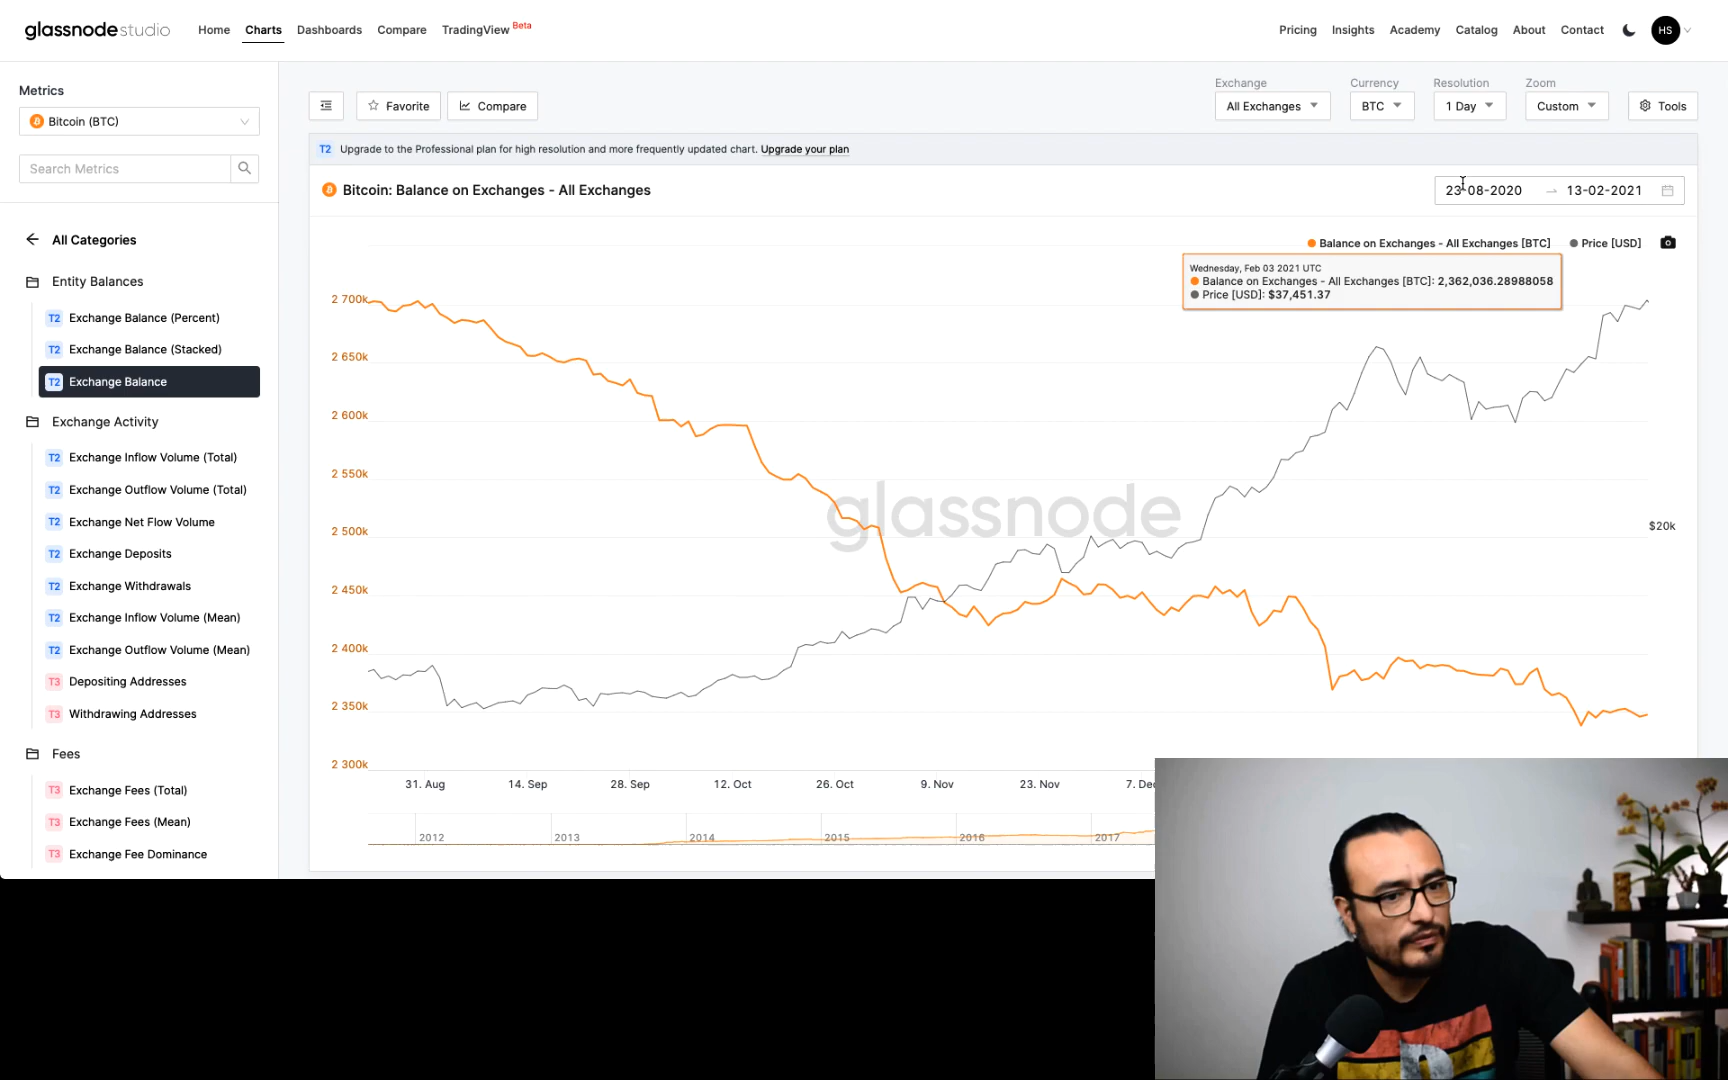 glassnodestudio Home Charts Dashboards Compare TradingView Beta Pricing Insights Academy Catalog About Contact HS
Metrics
Bitcoin (BTC)
Search Metrics
All Categories
Entity Balances
T2 Exchange Balance (Percent)
T2 Exchange Balance (Stacked)
T2 Exchange Balance
Exchange Activity
T2 Exchange Inflow Volume (Total)
T2 Exchange Outflow Volume (Total)
T2 Exchange Net Flow Volume
T2 Exchange Deposits
T2 Exchange Withdrawals
T2 Exchange Inflow Volume (Mean)
T2 Exchange Outflow Volume (Mean)
T3 Depositing Addresses
T3 Withdrawing Addresses
Fees
T3 Exchange Fees (Total)
T3 Exchange Fees (Mean)
T3 Exchange Fee Dominance
Exchange Currency Resolution Zoom
Favorite Compare All Exchanges BTC 1 Day Custom Tools
T2 Upgrade to the Professional plan for high resolution and more frequently updated chart. Upgrade your plan
Bitcoin: Balance on Exchanges - All Exchanges 23-08-2020 → 13-02-2021
Balance on Exchanges - All Exchanges [BTC] Price [USD]
Wednesday, Feb 03 2021 UTC
Balance on Exchanges - All Exchanges [BTC]: 2,362,036.28988058
Price [USD]: $37,451.37
2 700k
2 650k
2 600k
2 550k
2 500k
2 450k
2 400k
2 350k
2 300k
glassnode
$20k
31. Aug 14. Sep 28. Sep 12. Oct 26. Oct 9. Nov 23. Nov 7. Dec
2012 2013 2014 2015 2016 2017